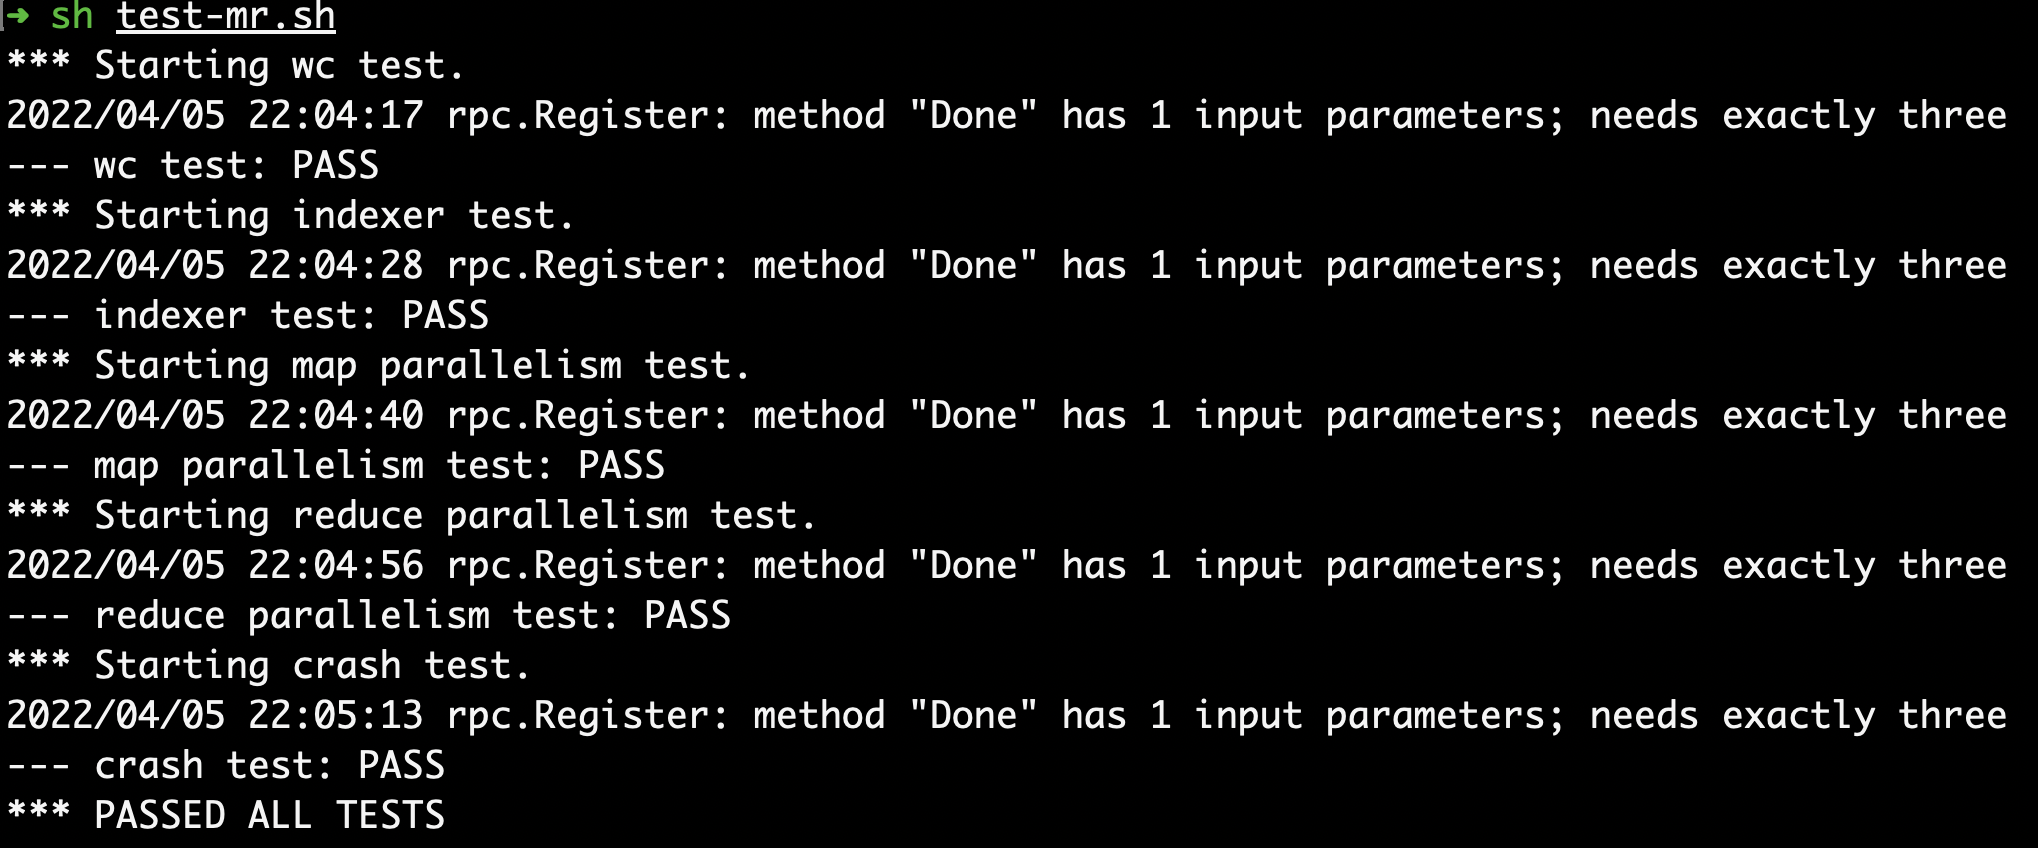 ➜ sh test-mr.sh
*** Starting wc test.
2022/04/05 22:04:17 rpc.Register: method "Done" has 1 input parameters; needs exactly three
--- wc test: PASS
*** Starting indexer test.
2022/04/05 22:04:28 rpc.Register: method "Done" has 1 input parameters; needs exactly three
--- indexer test: PASS
*** Starting map parallelism test.
2022/04/05 22:04:40 rpc.Register: method "Done" has 1 input parameters; needs exactly three
--- map parallelism test: PASS
*** Starting reduce parallelism test.
2022/04/05 22:04:56 rpc.Register: method "Done" has 1 input parameters; needs exactly three
--- reduce parallelism test: PASS
*** Starting crash test.
2022/04/05 22:05:13 rpc.Register: method "Done" has 1 input parameters; needs exactly three
--- crash test: PASS
*** PASSED ALL TESTS